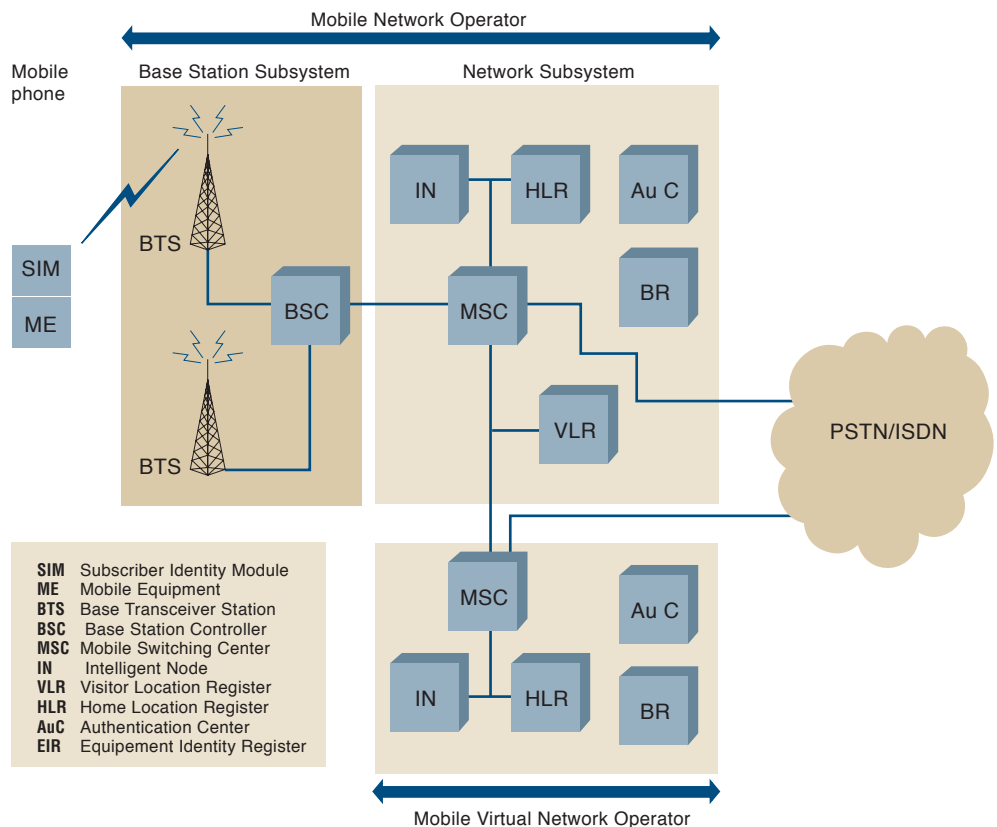 Mobile Network Operator
Mobile
phone
Base Station Subsystem
Network Subsystem
IN
HLR
Au C
BTS
SIM
ME
BSC
MSC
BR
BTS
VLR
PSTN/ISDN
SIM Subscriber Identity Module
ME Mobile Equipment
BTS Base Transceiver Station
BSC Base Station Controller
MSC Mobile Switching Center
IN Intelligent Node
VLR Visitor Location Register
HLR Home Location Register
AuC Authentication Center
EIR Equipement Identity Register
MSC
Au C
IN
HLR
BR
Mobile Virtual Network Operator